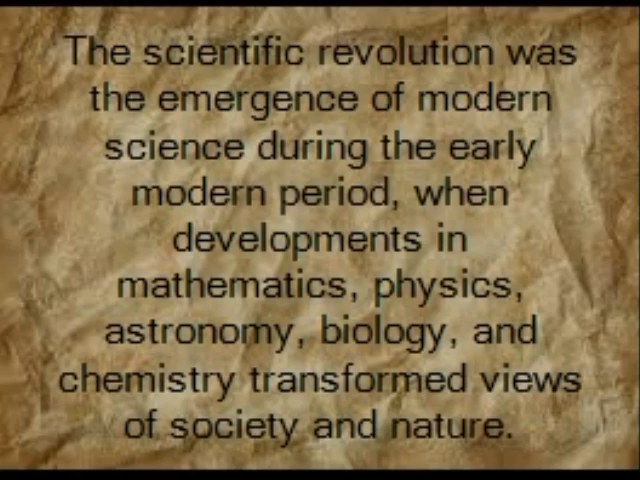 The scientific revolution was
the emergence of modern
science during the early
modern period, when
developments in
mathematics, physics,
astronomy, biology, and
chemistry transformed views
of society and nature.